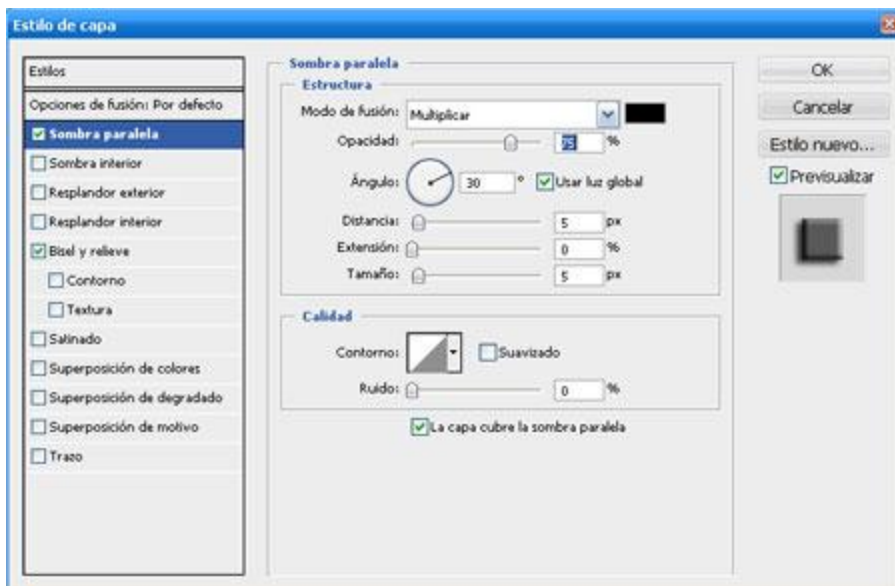 Estilo de capa
Estilos
Opciones de fusión: Por defecto
Sombra paralela
Sombra interior
Resplandor exterior
Resplandor interior
Bisel y relieve
Contorno
Textura
Satinado
Superposición de colores
Superposición de degradado
Superposición de motivo
Trazo
Sombra paralela
Estructura
Modo de fusión: Multiplicar
Opacidad: 75 %
Ángulo: 30 ° Usar luz global
Distancia: 5 px
Extensión: 0 %
Tamaño: 5 px
Calidad
Contorno: Suavizado
Ruido: 0 %
La capa cubre la sombra paralela
OK
Cancelar
Estilo nuevo...
Previsualizar